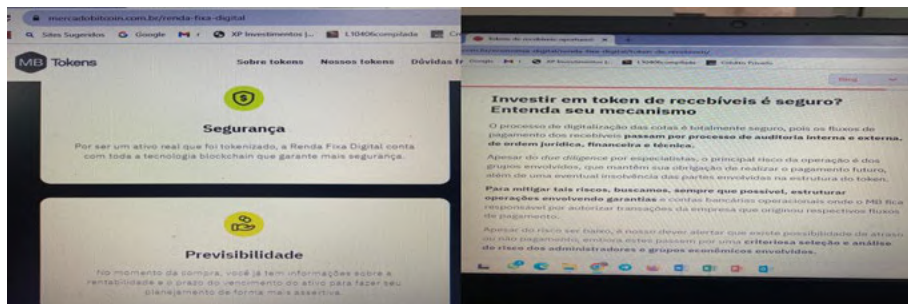 mercadobitcoin.com.br/renda-fixa-digital
Sites Sugeridos Google XP Investimentos |... L10406compilada
MB Tokens Sobre tokens Nossos tokens Dúvidas
Segurança
Por ser um ativo real que foi tokenizado, a Renda Fixa Digital conta
com toda a tecnologia blockchain que garante mais segurança.
Previsibilidade
No momento da compra, você já tem informações sobre a
rentabilidade e o prazo do vencimento do ativo para fazer seu
planejamento de forma mais assertiva.
Google XP Investimentos |... L10406compilada Crédito Privado
Blog
Investir em token de recebíveis é seguro?
Entenda seu mecanismo
O processo de digitalização das cotas é totalmente seguro, pois os fluxos de
pagamento dos recebíveis passam por processo de auditoria interna e externa,
de ordem jurídica, financeira e técnica.
Apesar do due diligence por especialistas, o principal risco da operação é dos
grupos envolvidos, que mantêm sua obrigação de realizar o pagamento futuro,
além de uma eventual insolvência das partes envolvidas na estrutura do token.
Para mitigar tais riscos, buscamos, sempre que possível, estruturar
operações envolvendo garantias e contas bancárias operacionais onde o MB fica
responsável por autorizar transações da empresa que originou respectivos fluxos
de pagamento.
Apesar do risco ser baixo, é nosso dever alertar que existe possibilidade de atraso
ou não pagamento, embora estes passem por uma criteriosa seleção e análise
de risco dos administradores e grupos econômicos envolvidos.